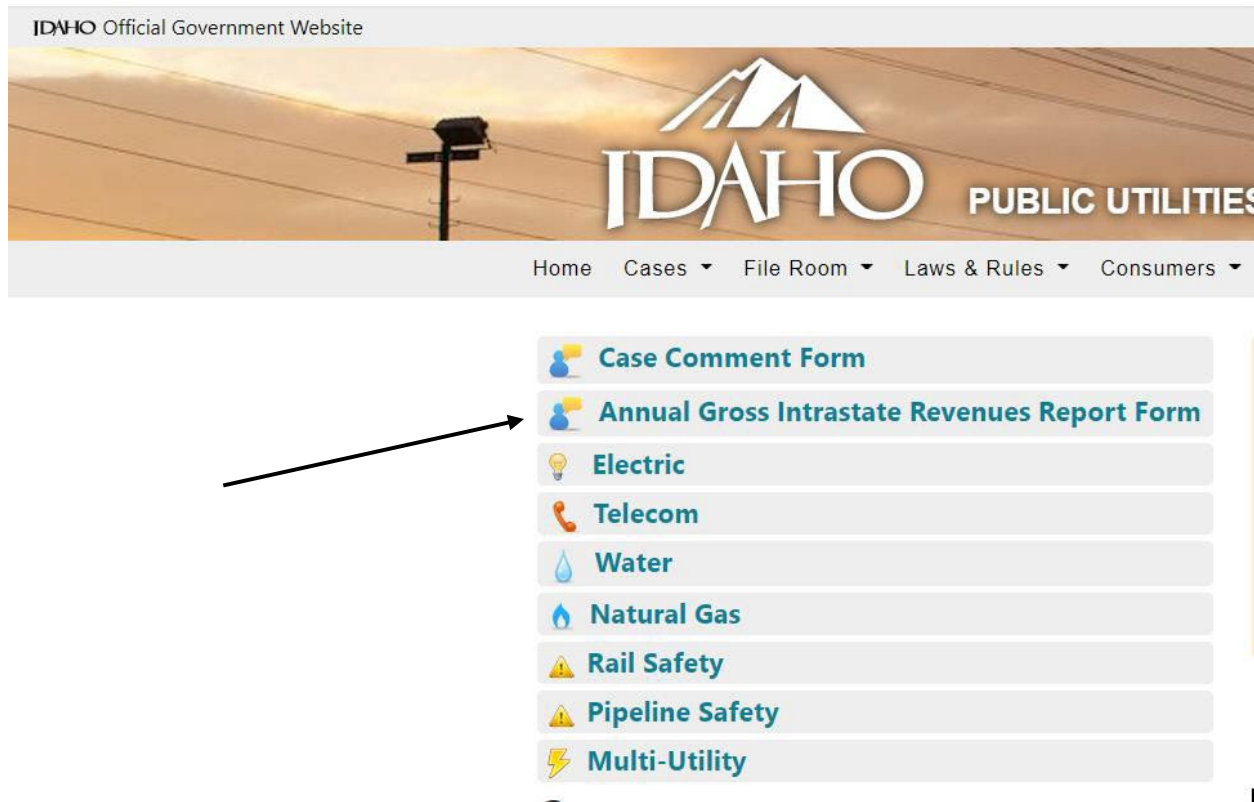 IDAHO Official Government Website
IDAHO PUBLIC UTILITIES
Home Cases File Room Laws & Rules Consumers
Case Comment Form
Annual Gross Intrastate Revenues Report Form
Electric
Telecom
Water
Natural Gas
Rail Safety
Pipeline Safety
Multi-Utility